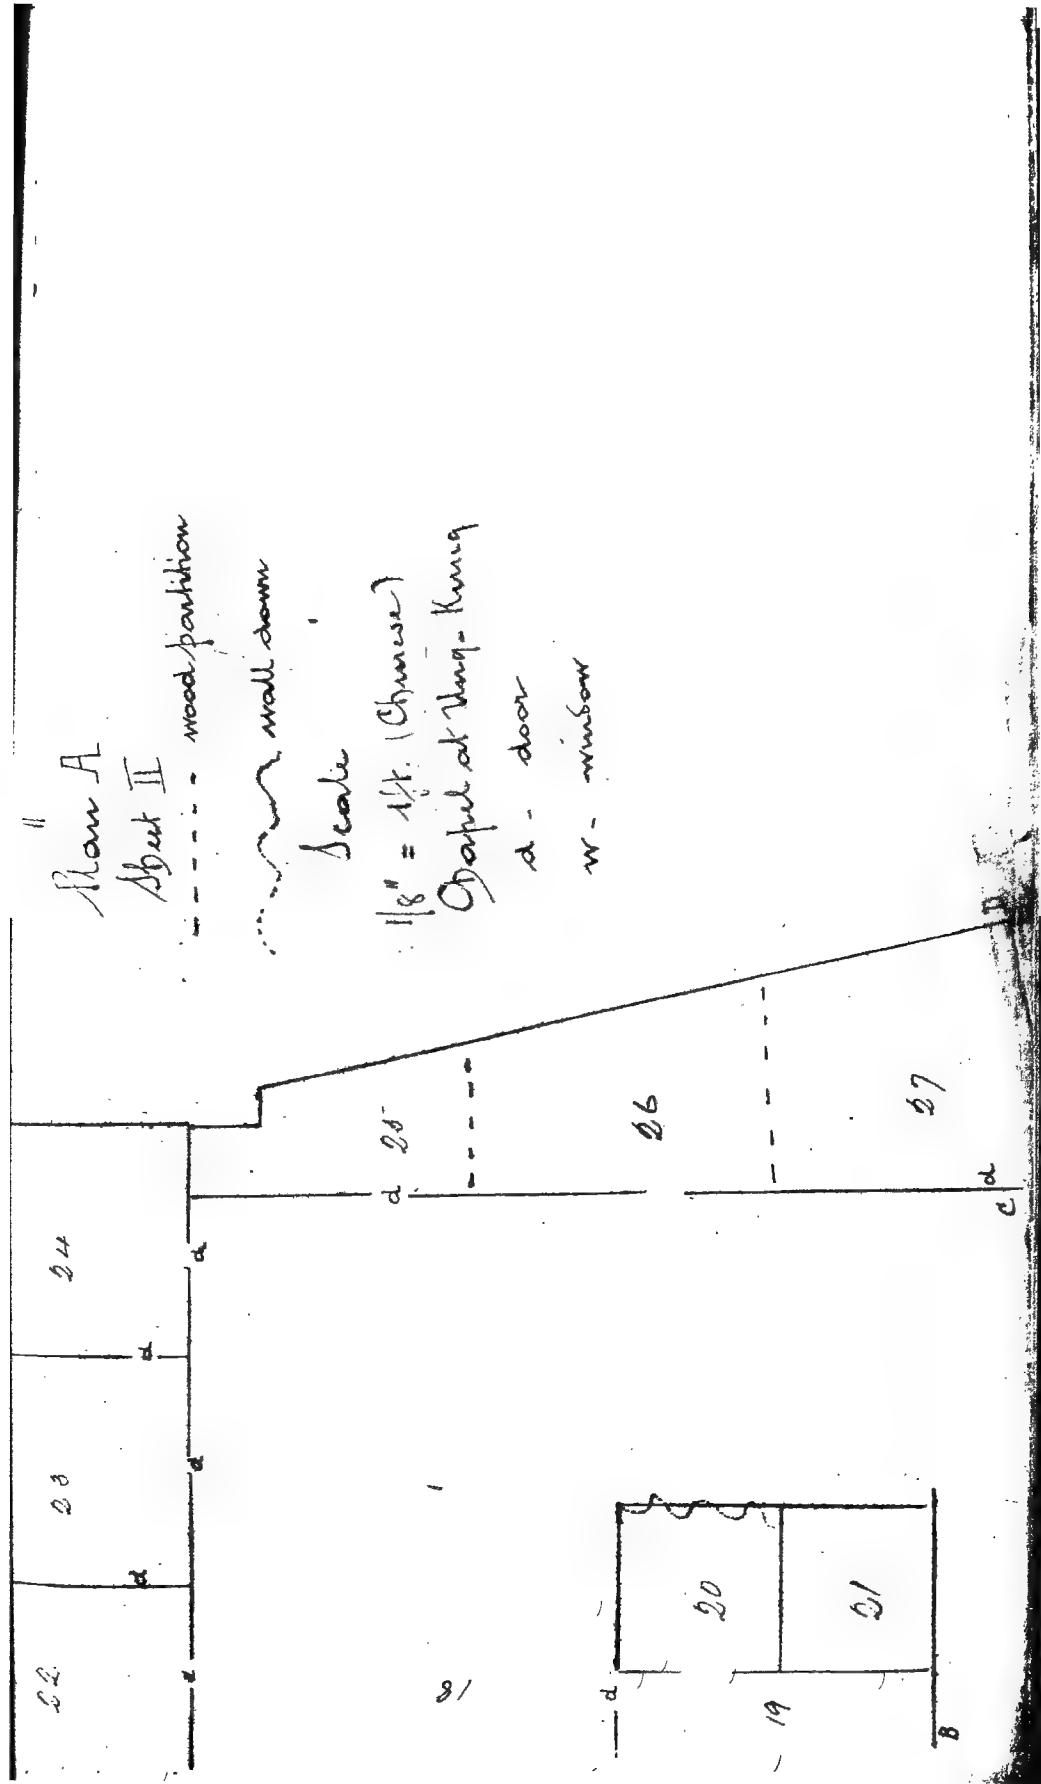 Plan A
Sheet II
wood partition
wall down
Scale
1/8" = 1 ft. (Chinese)
Chapel at Ung-Kung
d - door
w - window
22
23
24
d
d
d
d
d
25
26
27
d
d
C
D
18
19
20
21
d
B